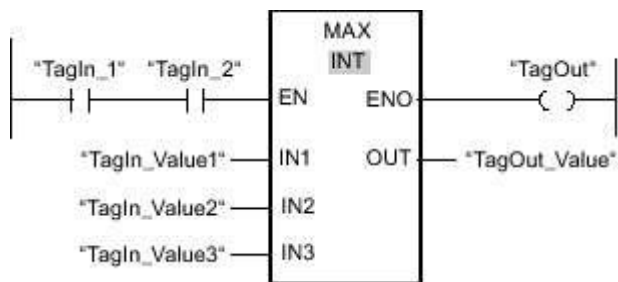 MAX
INT
"TagIn_1" "TagIn_2" "TagOut"
EN ENO
"TagIn_Value1" IN1 OUT "TagOut_Value"
"TagIn_Value2" IN2
"TagIn_Value3" IN3